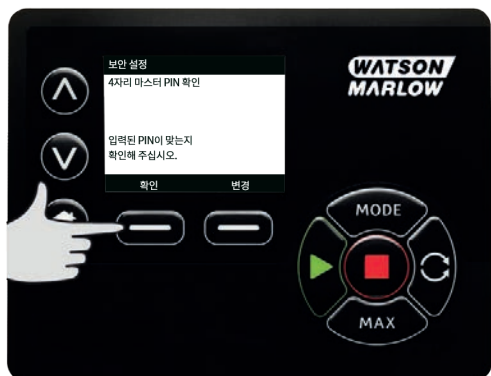 보안 설정
4자리 마스터 PIN 확인
입력된 PIN이 맞는지
확인해 주십시오.
확인 변경
WATSON
MARLOW
MODE
MAX